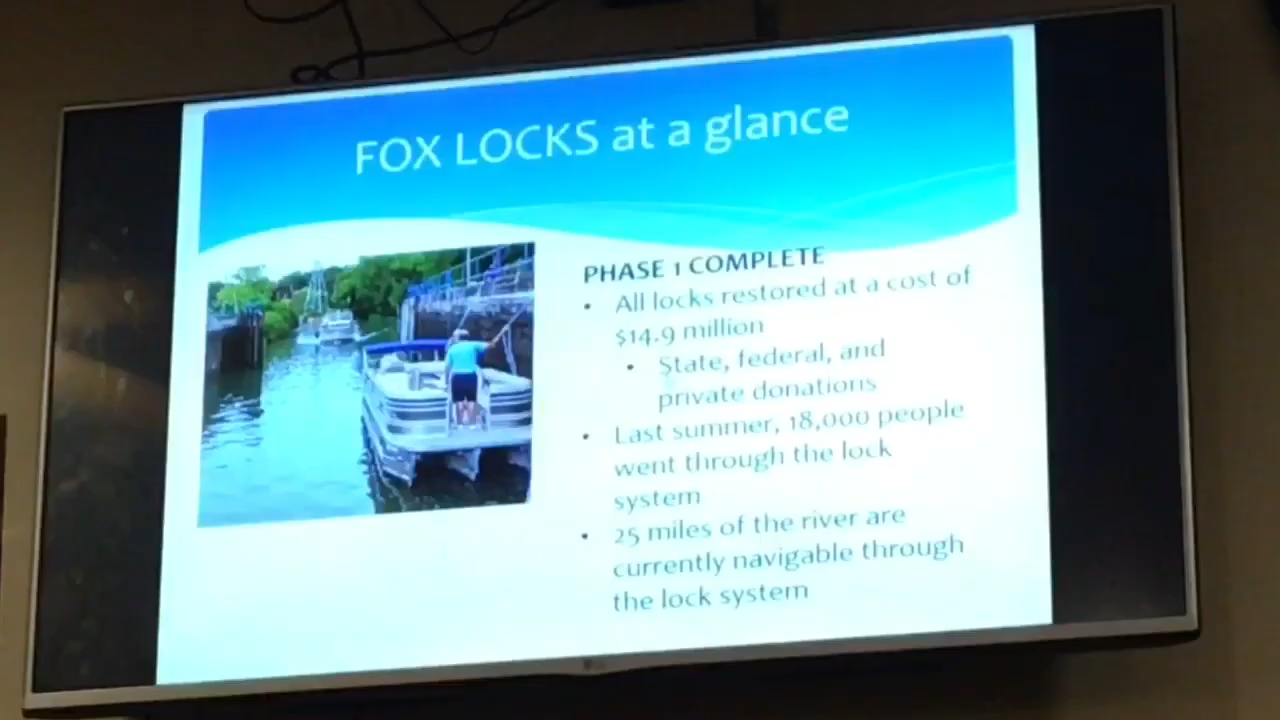 FOX LOCKS at a glance
PHASE 1 COMPLETE
• All locks restored at a cost of
$14.9 million
• State, federal, and
private donations
• Last summer, 18,000 people
went through the lock
system
• 25 miles of the river are
currently navigable through
the lock system